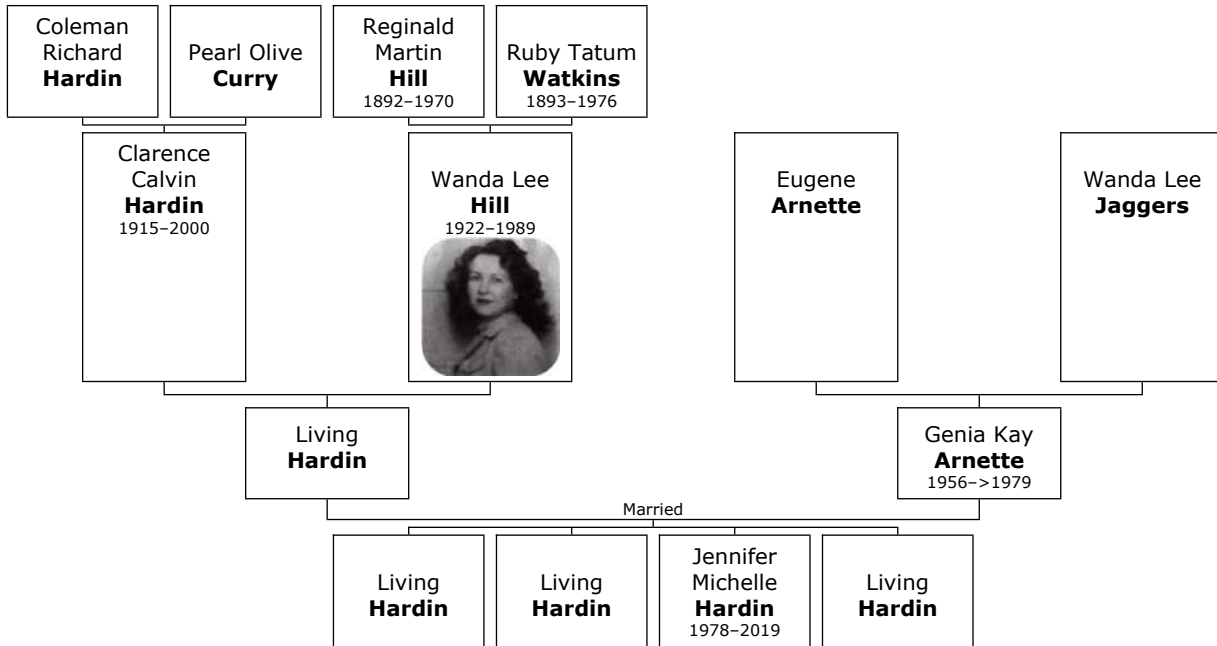 Coleman
Richard
Hardin
Pearl Olive
Curry
Reginald
Martin
Hill
1892–1970
Ruby Tatum
Watkins
1893–1976
Clarence
Calvin
Hardin
1915–2000
Wanda Lee
Hill
1922–1989
Eugene
Arnette
Wanda Lee
Jaggers
Living
Hardin
Genia Kay
Arnette
1956–>1979
Married
Living
Hardin
Living
Hardin
Jennifer
Michelle
Hardin
1978–2019
Living
Hardin